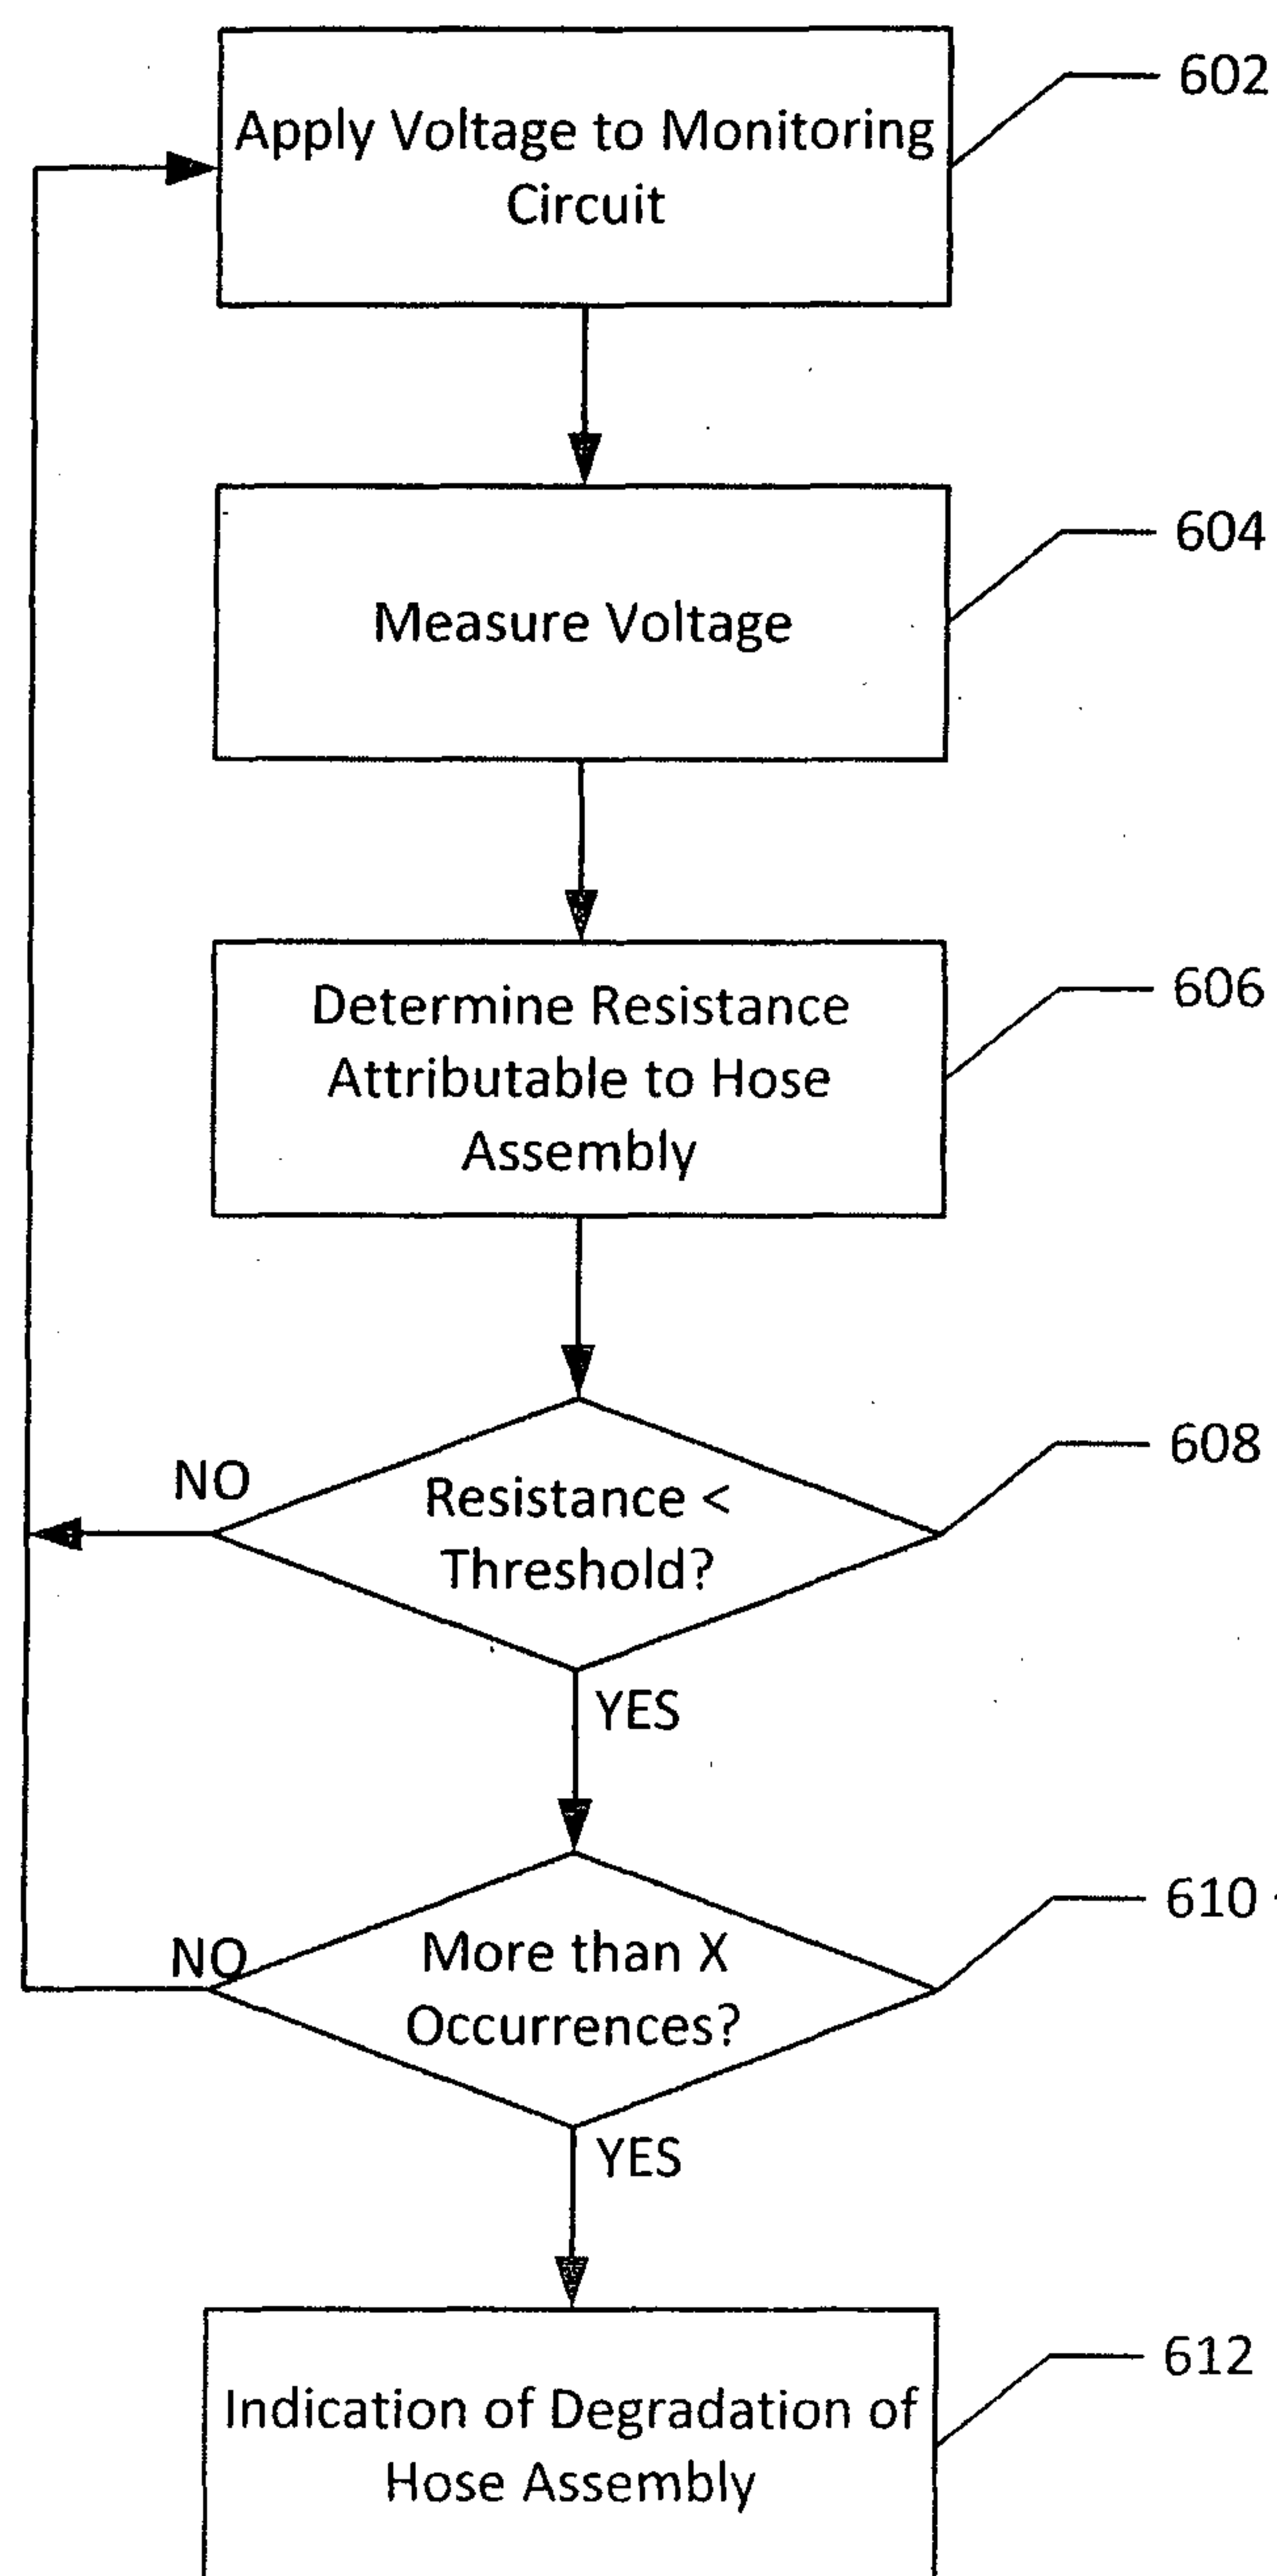 Apply Voltage to Monitoring
Circuit
602
Measure Voltage
604
Determine Resistance
Attributable to Hose
Assembly
606
NO
Resistance <
Threshold?
608
YES
NO
More than X
Occurrences?
610
YES
Indication of Degradation of
Hose Assembly
612